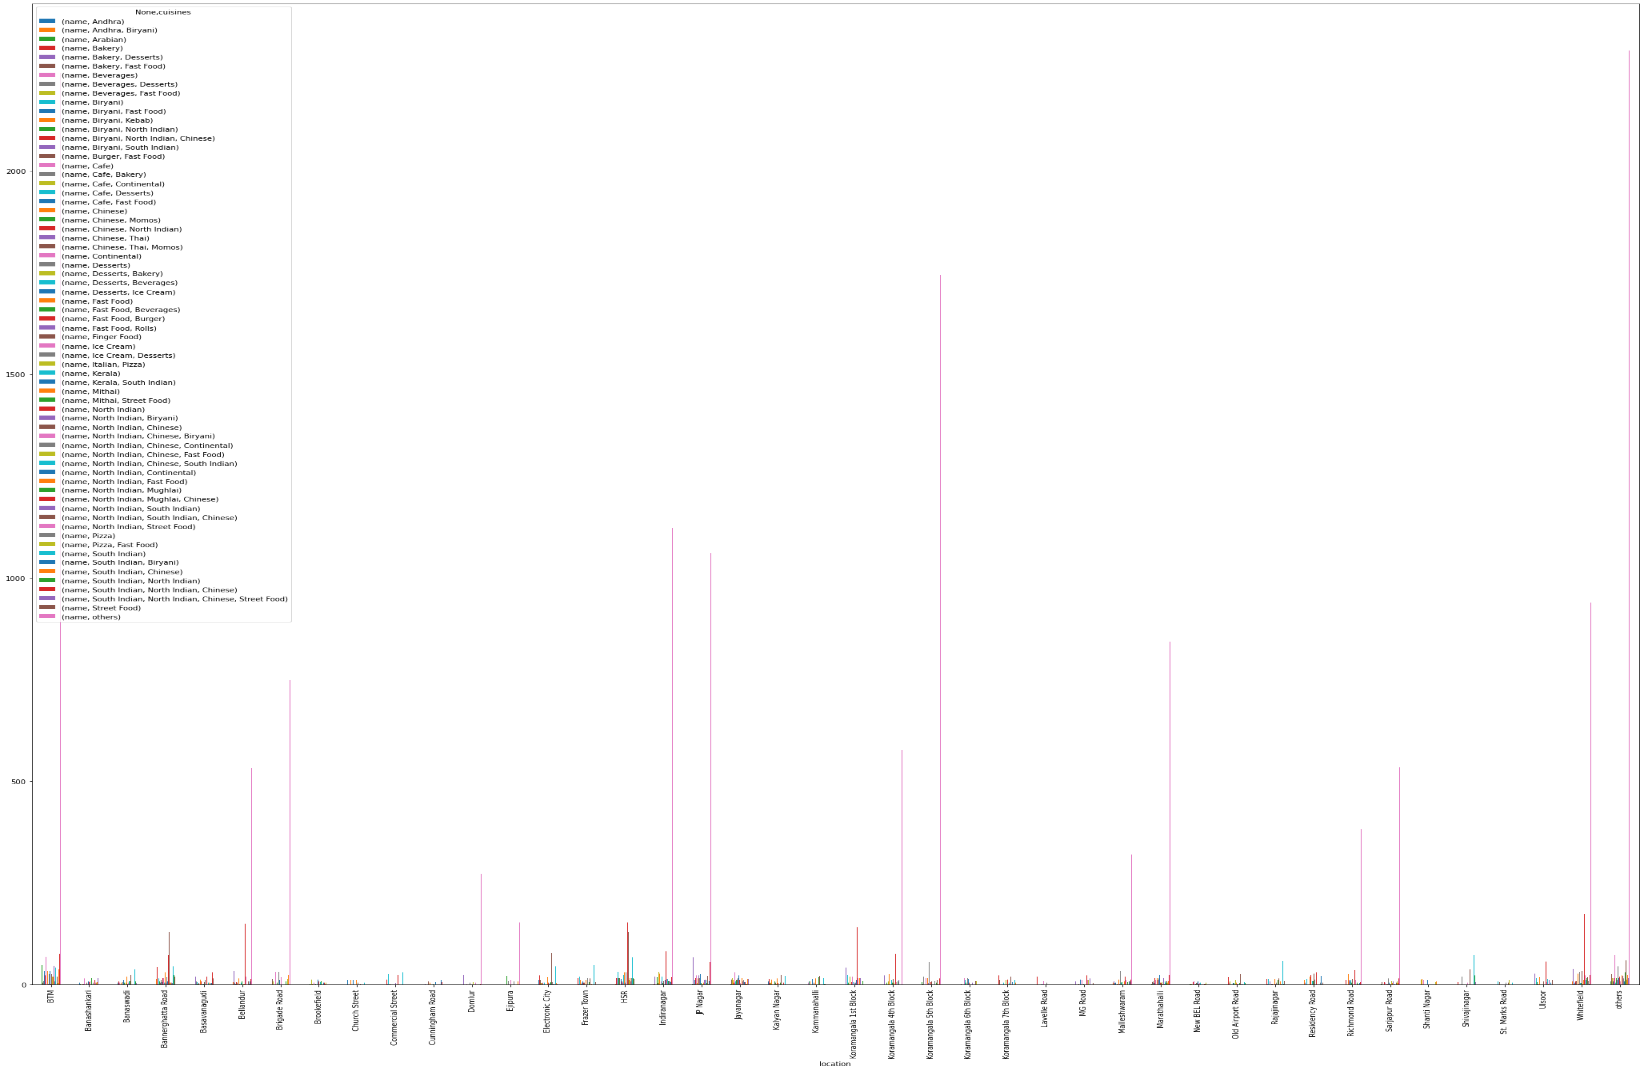 None,cuisines
(name, Andhra)
(name, Andhra, Biryani)
(name, Arabian)
(name, Bakery)
(name, Bakery, Desserts)
(name, Bakery, Fast Food)
(name, Beverages)
(name, Beverages, Desserts)
(name, Beverages, Fast Food)
(name, Biryani)
(name, Biryani, Fast Food)
(name, Biryani, Kebab)
(name, Biryani, North Indian)
(name, Biryani, North Indian, Chinese)
(name, Biryani, South Indian)
(name, Burger, Fast Food)
(name, Cafe)
(name, Cafe, Bakery)
(name, Cafe, Continental)
(name, Cafe, Desserts)
(name, Cafe, Fast Food)
(name, Chinese)
(name, Chinese, Momos)
(name, Chinese, North Indian)
(name, Chinese, Thai)
(name, Chinese, Thai, Momos)
(name, Continental)
(name, Desserts)
(name, Desserts, Bakery)
(name, Desserts, Beverages)
(name, Desserts, Ice Cream)
(name, Fast Food)
(name, Fast Food, Beverages)
(name, Fast Food, Burger)
(name, Fast Food, Rolls)
(name, Finger Food)
(name, Ice Cream)
(name, Ice Cream, Desserts)
(name, Italian, Pizza)
(name, Kerala)
(name, Kerala, South Indian)
(name, Mithai)
(name, Mithai, Street Food)
(name, North Indian)
(name, North Indian, Biryani)
(name, North Indian, Chinese)
(name, North Indian, Chinese, Biryani)
(name, North Indian, Chinese, Continental)
(name, North Indian, Chinese, Fast Food)
(name, North Indian, Chinese, South Indian)
(name, North Indian, Continental)
(name, North Indian, Fast Food)
(name, North Indian, Mughlai)
(name, North Indian, Mughlai, Chinese)
(name, North Indian, South Indian)
(name, North Indian, South Indian, Chinese)
(name, North Indian, Street Food)
(name, Pizza)
(name, Pizza, Fast Food)
(name, South Indian)
(name, South Indian, Biryani)
(name, South Indian, Chinese)
(name, South Indian, North Indian)
(name, South Indian, North Indian, Chinese)
(name, South Indian, North Indian, Chinese, Street Food)
(name, Street Food)
(name, others)
2000
1500
1000
500
0
BTM
Banashankari
Banaswadi
Bannerghatta Road
Basavanagudi
Bellandur
Brigade Road
Brookefield
Church Street
Commercial Street
Cunningham Road
Domlur
Ejipura
Electronic City
Frazer Town
HSR
Indiranagar
JP Nagar
Jayanagar
Kalyan Nagar
Kammanahalli
Koramangala 1st Block
Koramangala 4th Block
Koramangala 5th Block
Koramangala 6th Block
Koramangala 7th Block
Lavelle Road
MG Road
Malleshwaram
Marathahalli
New BEL Road
Old Airport Road
Rajajinagar
Residency Road
Richmond Road
Sarjapur Road
Shanti Nagar
Shivajinagar
St. Marks Road
Ulsoor
Whitefield
others
location